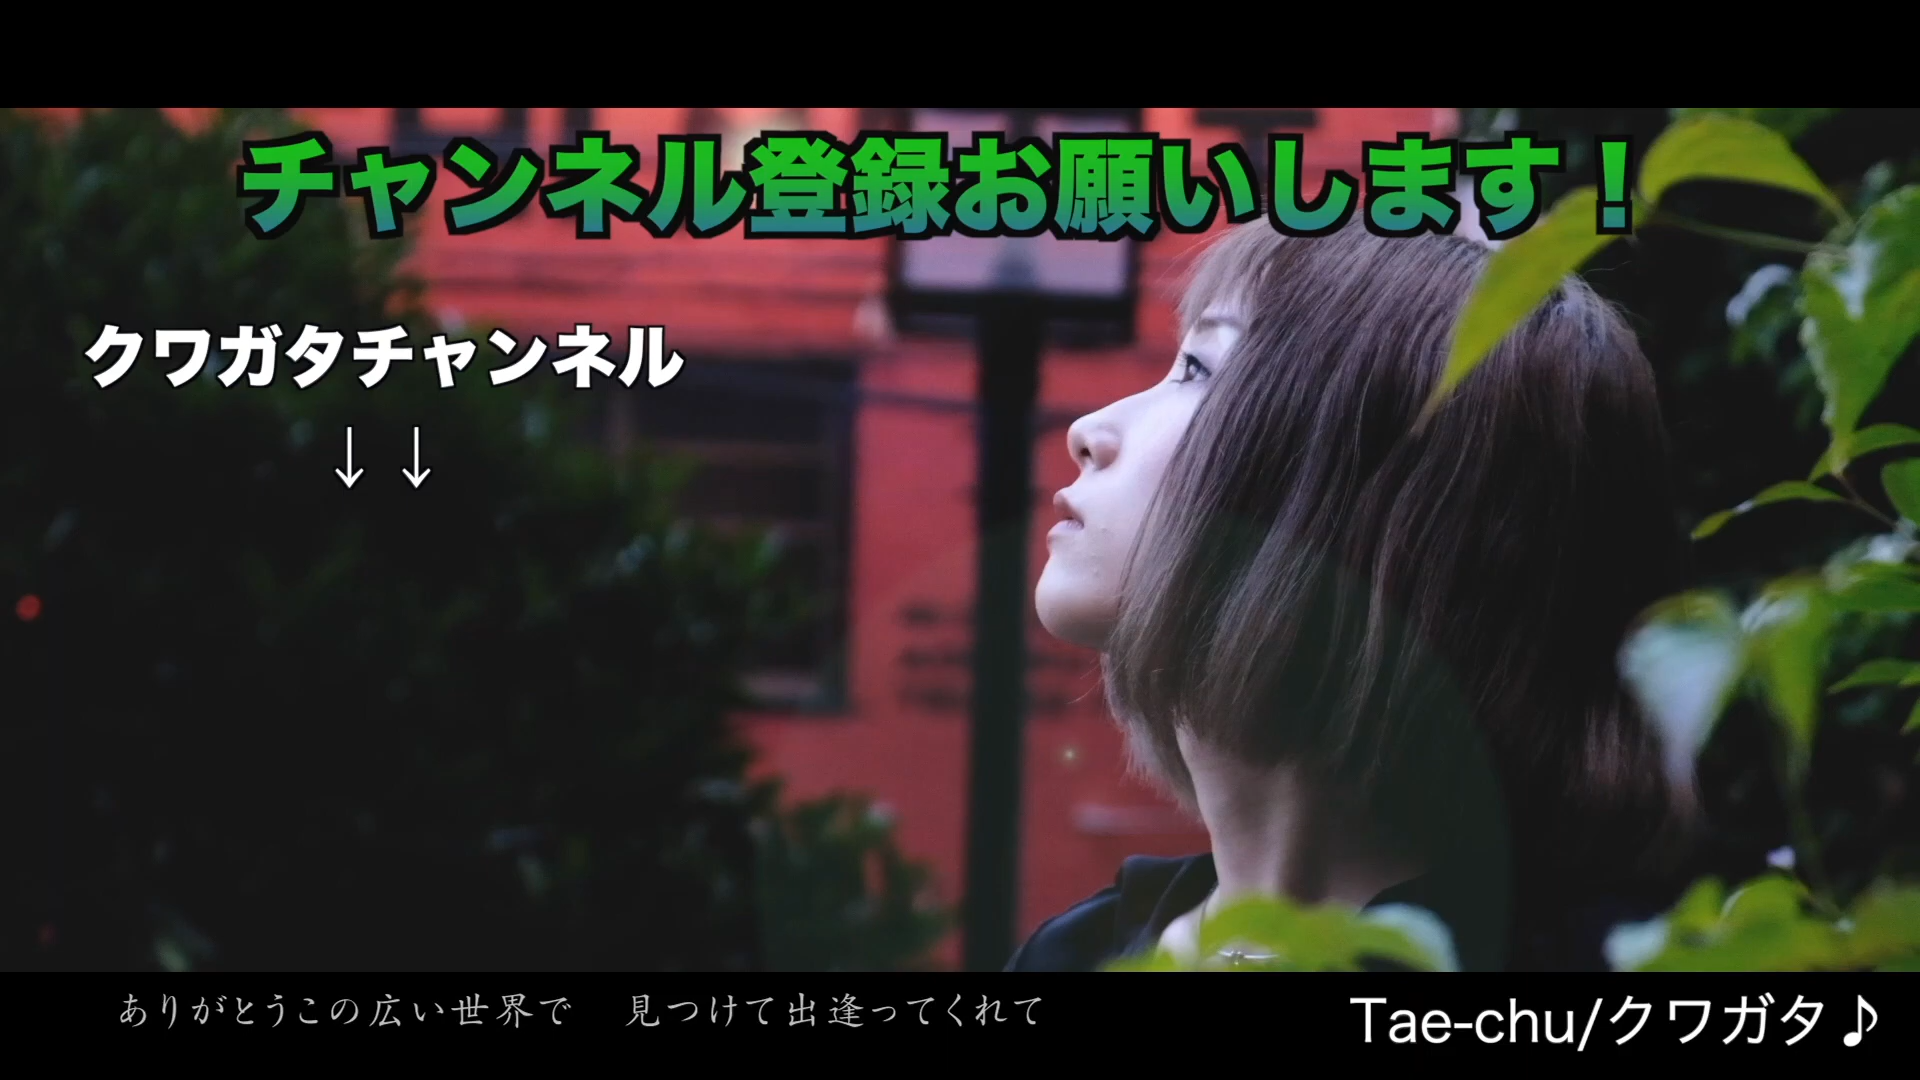 チャンネル登録お願いします！
クワガタチャンネル
↓ ↓
ありがとうこの広い世界で　見つけて出逢ってくれて
Tae-chu/クワガタ♪